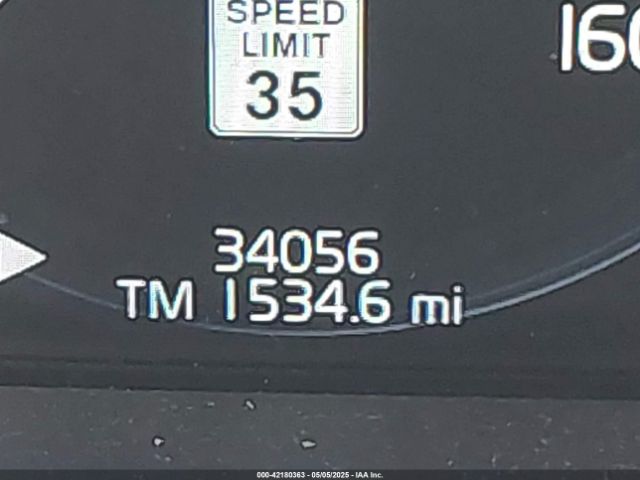 SPEED
LIMIT
35
160
34056
TM 1534.6 mi
000-42180363 - 05/05/2025 - IAA Inc.